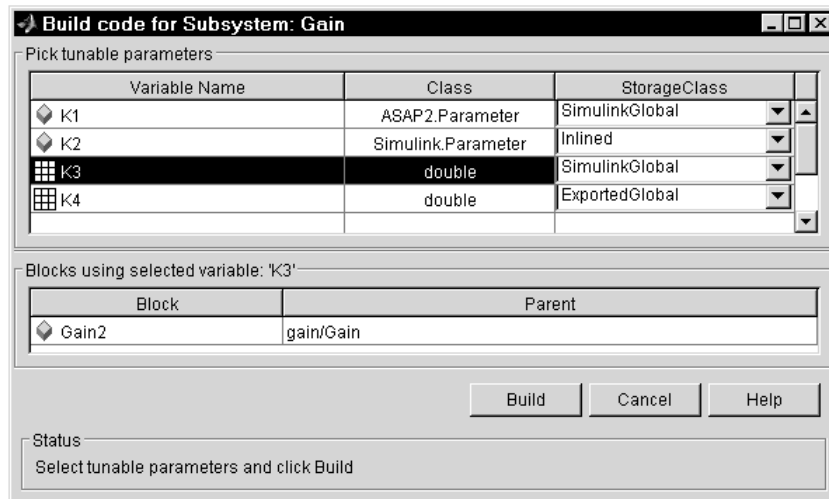 Build code for Subsystem: Gain
Pick tunable parameters
Variable Name Class StorageClass
K1 ASAP2.Parameter SimulinkGlobal
K2 Simulink.Parameter Inlined
K3 double SimulinkGlobal
K4 double ExportedGlobal
Blocks using selected variable: 'K3'
Block Parent
Gain2 gain/Gain
Build Cancel Help
Status
Select tunable parameters and click Build